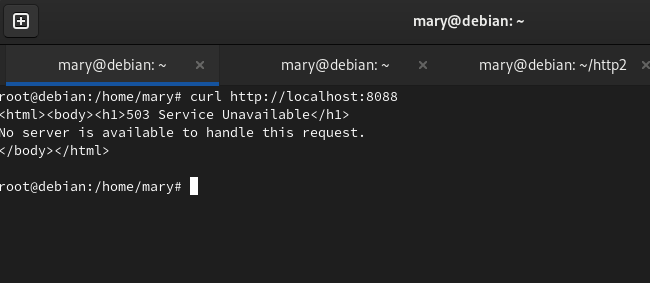 mary@debian: ~
mary@debian: ~ × mary@debian: ~ × mary@debian: ~/http2 ×
root@debian:/home/mary# curl http://localhost:8088
<html><body><h1>503 Service Unavailable</h1>
No server is available to handle this request.
</body></html>
root@debian:/home/mary#